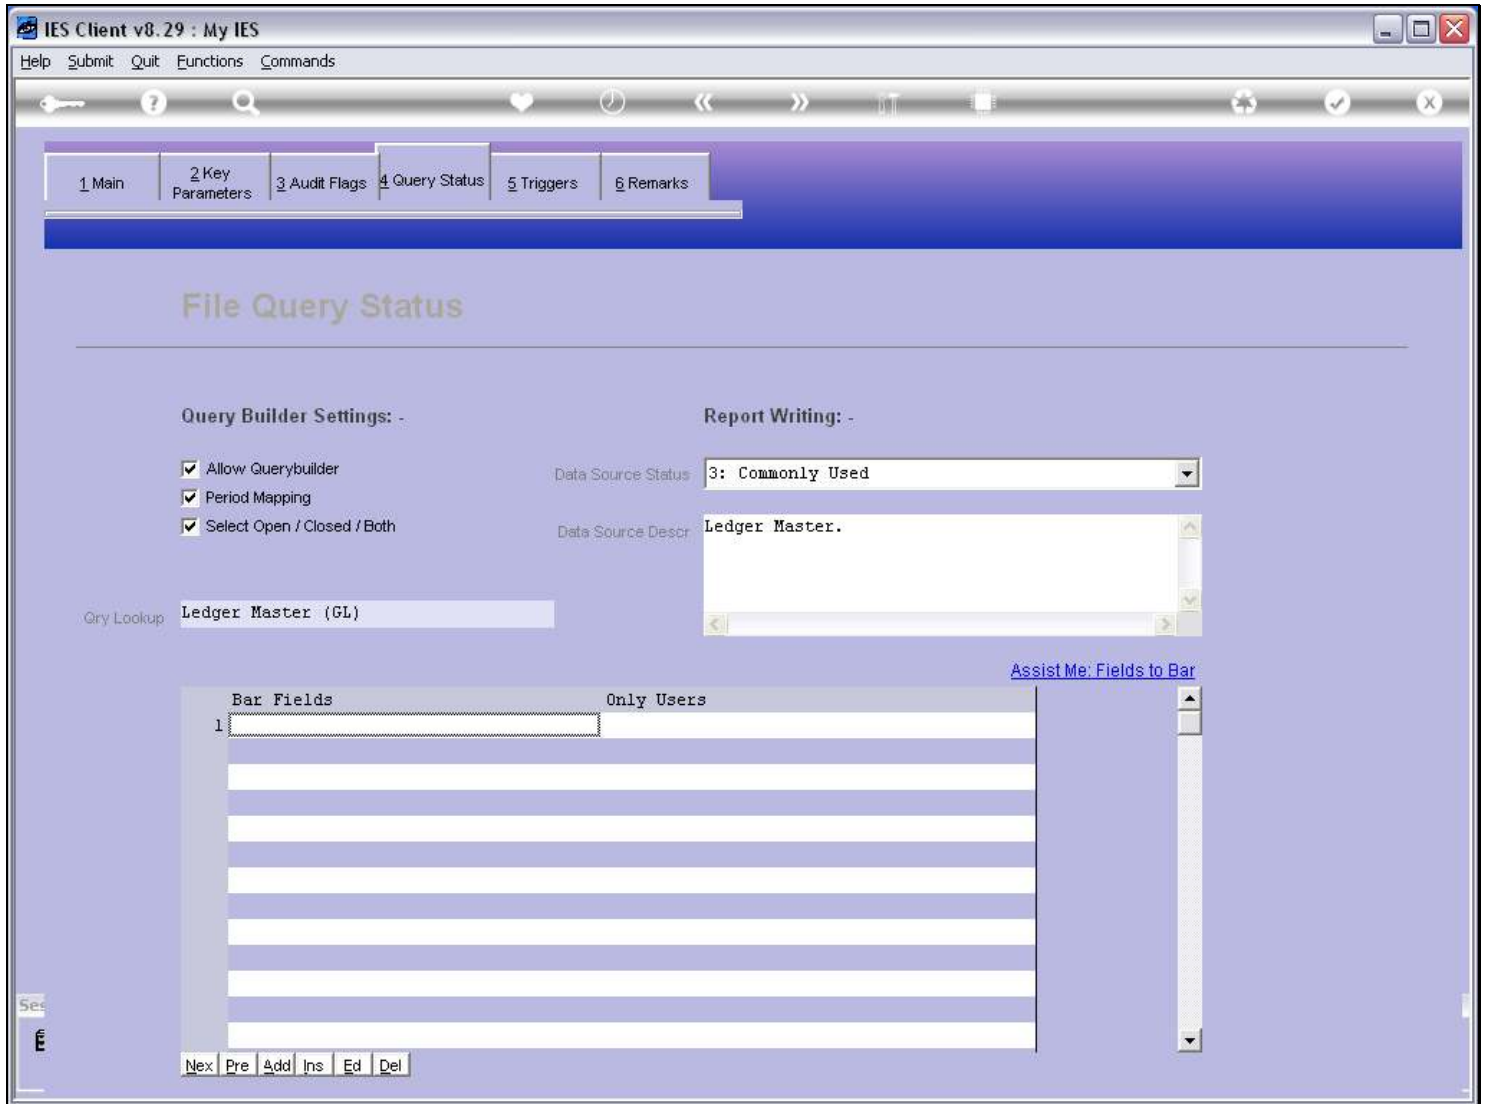 IES Client v8.29 : My IES
Help Submit Quit Functions Commands
1 Main
2 Key Parameters
3 Audit Flags
4 Query Status
5 Triggers
6 Remarks
File Query Status
Query Builder Settings: -
Report Writing: -
Allow Querybuilder
Data Source Status 3: Commonly Used
Period Mapping
Select Open / Closed / Both
Data Source Descr Ledger Master.
Qry Lookup Ledger Master (GL)
Assist Me: Fields to Bar
Bar Fields Only Users
1
Nex Pre Add Ins Ed Del